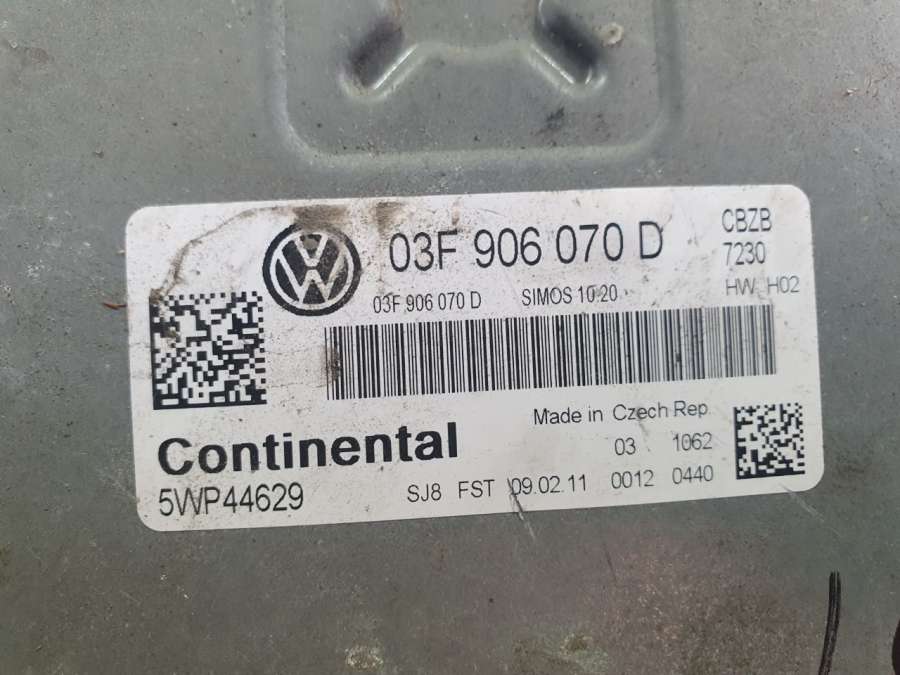 03F 906 070 D
CBZB
7230
HW H02
03F 906 070 D SIMOS 10 20
Made in Czech Rep
03 1062
Continental
5WP44629
SJ8 FST 09.02.11 0012 0440